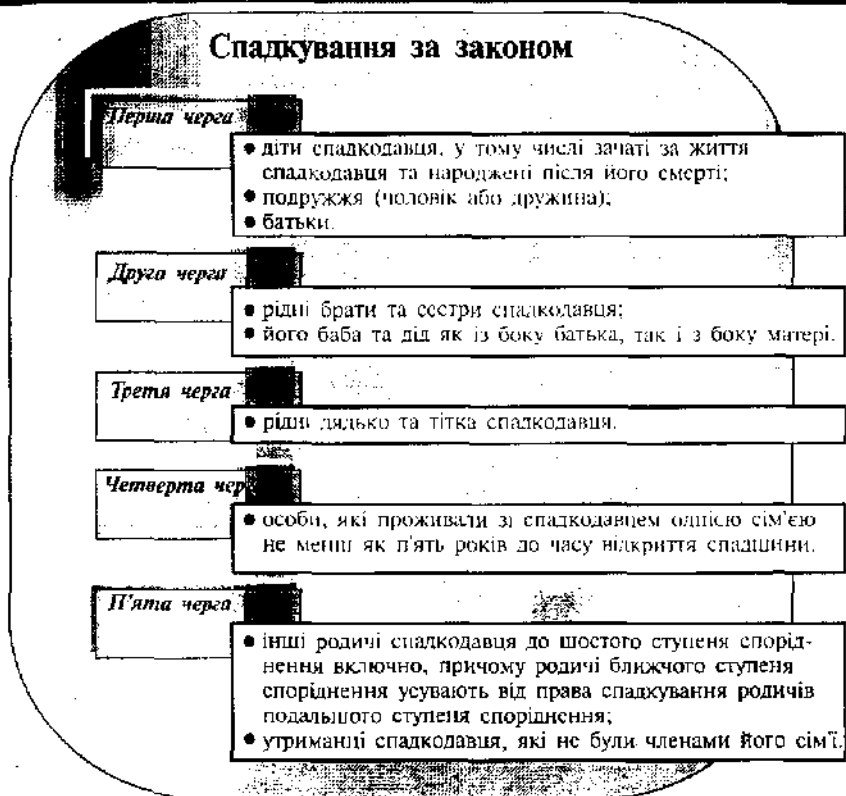 Спадкування за законом
Перша черга
● діти спадкодавця, у тому числі зачаті за життя
спадкодавця та народжені після його смерті;
● подружжя (чоловік або дружина);
● батьки.
Друга черга
● рідні брати та сестри спадкодавця;
● його баба та дід як із боку батька, так і з боку матері.
Третя черга
● рідні дядько та тітка спадкодавця.
Четверта чер
● особи, які проживали зі спадкодавцем однією сім'єю
не менш як п'ять років до часу відкриття спадщини.
П'ята черга
● інші родичі спадкодавця до шостого ступеня спорід-
нення включно, причому родичі ближчого ступеня
споріднення усувають від права спадкування родичів
подальшого ступеня споріднення;
● утриманці спадкодавця, які не були членами його сім'ї.